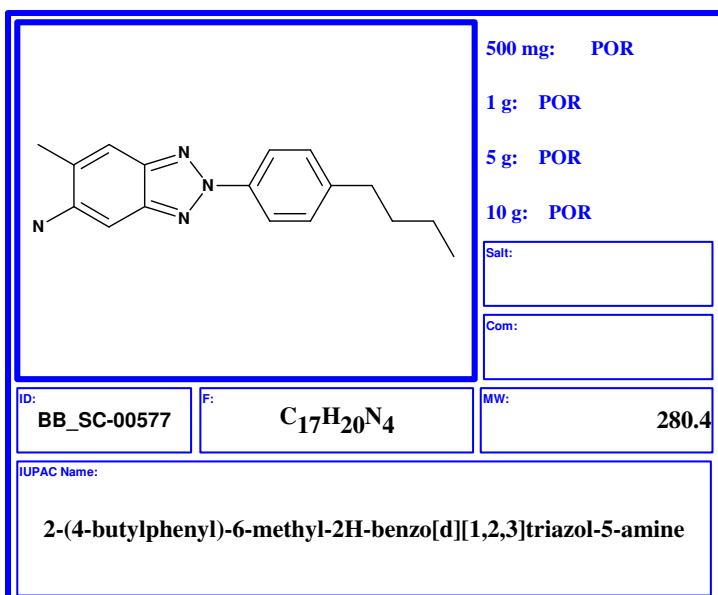 500 mg: POR
1 g: POR
5 g: POR
10 g: POR
N
N
N
N
Salt:
Com:
ID:
BB_SC-00577
F:
C17H20N4
MW:
280.4
IUPAC Name:
2-(4-butylphenyl)-6-methyl-2H-benzo[d][1,2,3]triazol-5-amine